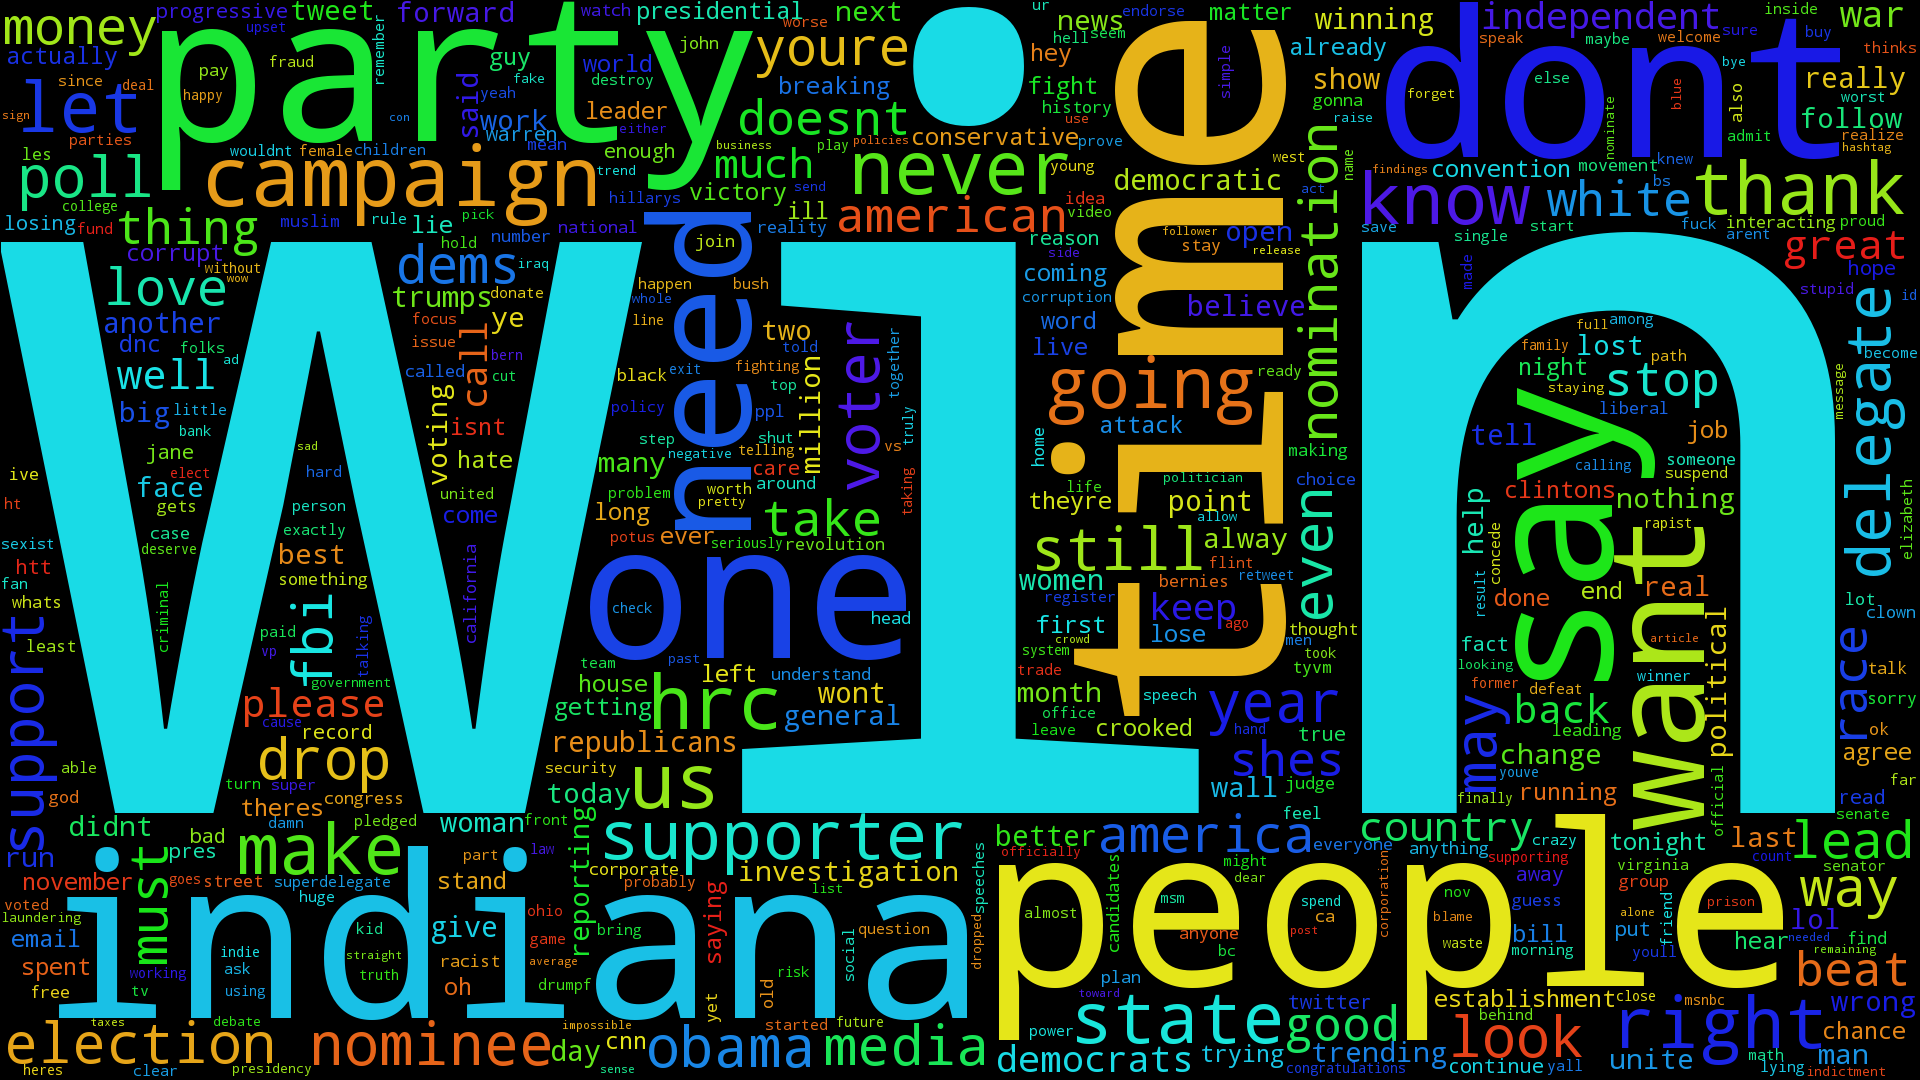 win
party
people
indiana
time
dont
one
say
want
need
campaign
never
supporter
know
thank
going
still
hrc
us
make
state
right
nominee
election
obama
media
support
delegate
nomination
voter
american
america
white
country
look
good
beat
way
lead
race
may
back
year
shes
keep
even
stop
great
money
let
poll
thing
love
well
dems
drop
fbi
please
must
take
doesnt
much
youre
democratic
independent
winning
show
already
matter
news
hey
fight
history
breaking
conservative
victory
ill
progressive
tweet
forward
presidential
next
watch
worse
ur
endorse
hell
seem
war
inside
really
follow
worst
realize
hashtag
thinks
buy
sure
welcome
maybe
speak
bye
else
forget
blue
also
admit
nominate
movement
knew
bs
convention
findings
fuck
arent
interacting
proud
start
single
save
made
hope
stupid
id
become
message
actually
upset
since
deal
pay
happy
fraud
remember
john
guy
fake
yeah
said
world
destroy
leader
either
work
warren
mean
con
sign
parties
les
college
losing
fund
muslim
wouldnt
female
children
rule
lie
pick
hold
number
trend
enough
hillarys
send
business
play
policies
use
prove
young
idea
video
west
act
name
simple
gonna
raise
national
reality
join
corrupt
without
wow
another
dnc
folks
ad
big
little
bank
jane
elect
face
gets
case
deserve
ive
ht
sexist
htt
fan
whats
least
criminal
iraq
trumps
donate
ye
focus
issue
call
bern
called
cut
voting
isnt
hate
united
come
sad
hard
person
exactly
best
something
california
paid
vp
talking
government
cause
record
theres
congress
happen
bush
whole
line
two
told
exit
fighting
black
policy
ppl
top
step
shut
negative
telling
many
care
around
problem
worth
pretty
million
together
truly
vs
taking
long
potus
ever
seriously
revolution
check
head
past
team
house
left
understand
getting
wont
general
republicans
security
today
reason
side
coming
corruption
word
live
follower
stay
open
release
believe
ready
attack
home
making
choice
politician
life
theyre
point
allow
alway
flint
bernies
retweet
women
register
ago
first
lose
crowd
system
men
thought
took
tyvm
trade
month
speech
office
leave
crooked
hand
true
wall
judge
feel
full
among
family
lost
path
night
staying
liberal
tell
job
calling
someone
suspend
clintons
nothing
rapist
help
concede
result
done
end
real
fact
looking
article
winner
former
defeat
leading
political
change
youve
finally
running
official
elizabeth
lot
clown
talk
sorry
ok
agree
far
read
senate
able
god
turn
super
didnt
bad
pres
run
november
goes
street
voted
laundering
email
spent
free
working
tv
damn
pledged
woman
front
law
part
stand
superdelegate
huge
ohio
give
kid
game
indie
ask
using
straight
truth
racist
oh
average
drumpf
reporting
corporate
probably
bring
saying
investigation
list
question
social
risk
old
yet
speeches
dropped
better
officially
everyone
might
dear
candidates
almost
msm
anyone
bc
spend
ca
post
corporation
plan
toward
anything
crazy
supporting
tonight
virginia
last
count
senator
away
group
guess
nov
blame
waste
bill
morning
alone
friend
put
youll
prison
lol
hear
needed
find
remaining
establishment
close
msnbc
wrong
behind
chance
unite
math
man
lying
indictment
continue
yall
trending
twitter
congratulations
trying
power
democrats
taxes
debate
heres
clear
presidency
impossible
day
cnn
sense
started
future